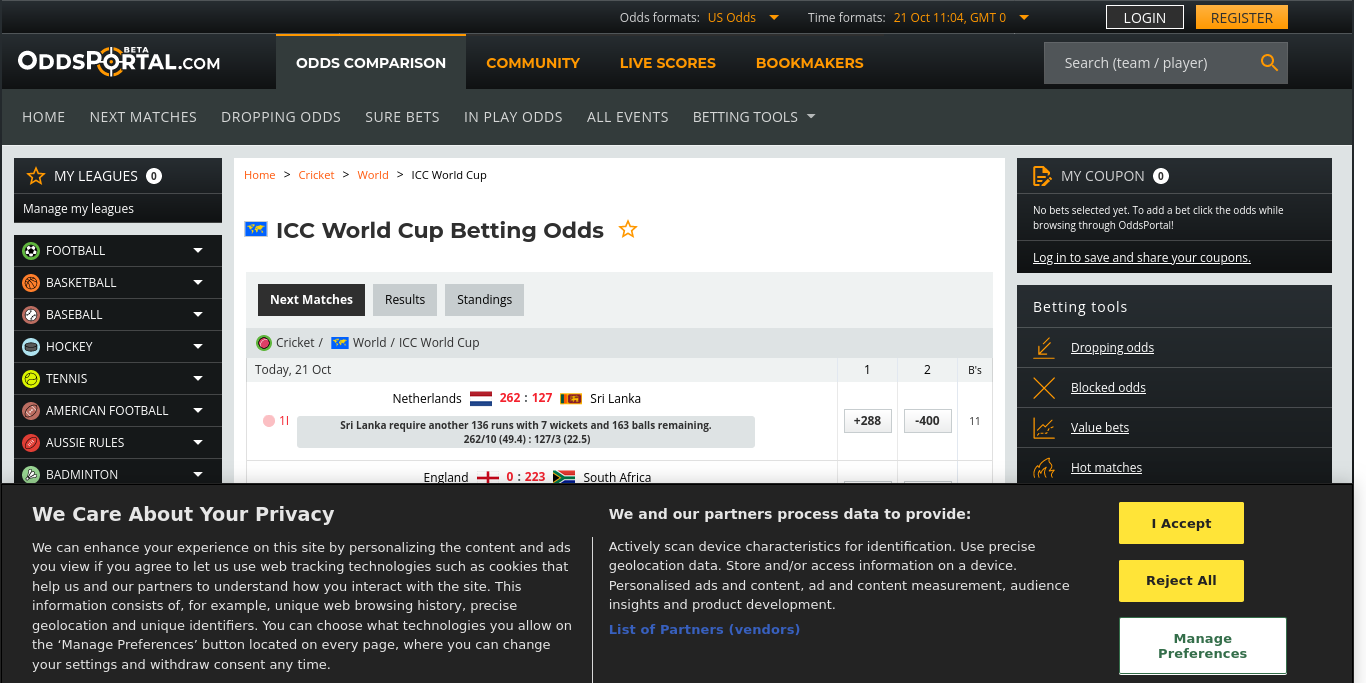 Odds formats: US Odds Time formats: 21 Oct 11:04, GMT 0 LOGIN REGISTER
ODDSPORTAL.COM BETA ODDS COMPARISON COMMUNITY LIVE SCORES BOOKMAKERS Search (team / player)
HOME NEXT MATCHES DROPPING ODDS SURE BETS IN PLAY ODDS ALL EVENTS BETTING TOOLS
MY LEAGUES 0
Manage my leagues
FOOTBALL
BASKETBALL
BASEBALL
HOCKEY
TENNIS
AMERICAN FOOTBALL
AUSSIE RULES
BADMINTON
Home > Cricket > World > ICC World Cup
ICC World Cup Betting Odds
Next Matches Results Standings
Cricket / World / ICC World Cup
Today, 21 Oct 1 2 B's
Netherlands 262 : 127 Sri Lanka
1I +288 -400 11
Sri Lanka require another 136 runs with 7 wickets and 163 balls remaining.
262/10 (49.4) : 127/3 (22.5)
England 0 : 223 South Africa
MY COUPON 0
No bets selected yet. To add a bet click the odds while
browsing through OddsPortal!
Log in to save and share your coupons.
Betting tools
Dropping odds
Blocked odds
Value bets
Hot matches
We Care About Your Privacy
We can enhance your experience on this site by personalizing the content and ads
you view if you agree to let us use web tracking technologies such as cookies that
help us and our partners to understand how you interact with the site. This
information consists of, for example, unique web browsing history, precise
geolocation and unique identifiers. You can choose what technologies you allow on
the ‘Manage Preferences’ button located on every page, where you can change
your settings and withdraw consent any time.
We and our partners process data to provide:
Actively scan device characteristics for identification. Use precise
geolocation data. Store and/or access information on a device.
Personalised ads and content, ad and content measurement, audience
insights and product development.
List of Partners (vendors)
I Accept
Reject All
Manage
Preferences